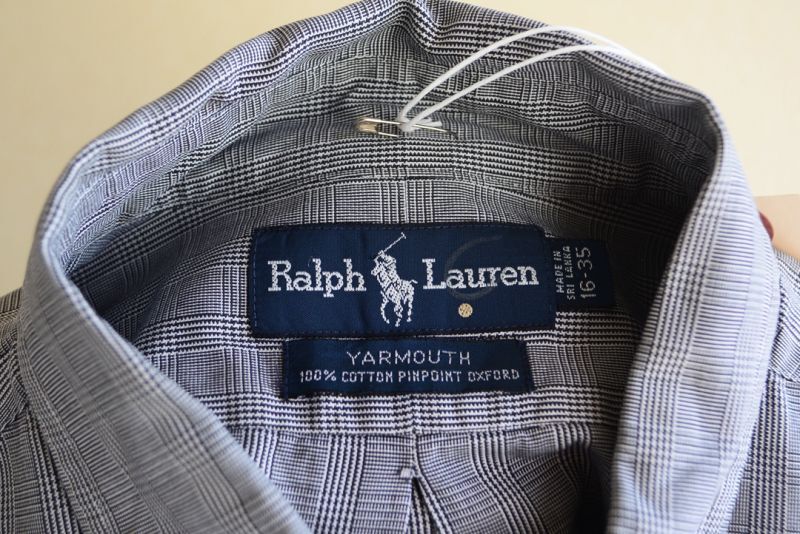 Ralph Lauren
YARMOUTH
100% COTTON PINPOINT OXFORD
MADE IN
SRI LANKA
16-35